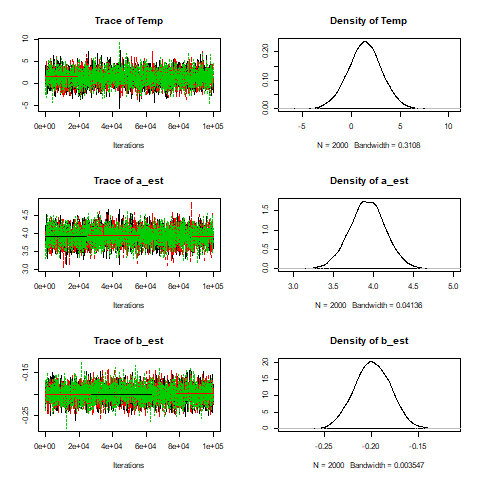 Trace of Temp
10
5
0
-5
0e+00 2e+04 4e+04 6e+04 8e+04 1e+05
Iterations
Density of Temp
0.20
0.10
0.00
-5 0 5 10
N = 2000 Bandwidth = 0.3108
Trace of a_est
4.5
4.0
3.5
3.0
0e+00 2e+04 4e+04 6e+04 8e+04 1e+05
Iterations
Density of a_est
1.5
1.0
0.5
0.0
3.0 3.5 4.0 4.5 5.0
N = 2000 Bandwidth = 0.04136
Trace of b_est
-0.15
-0.25
0e+00 2e+04 4e+04 6e+04 8e+04 1e+05
Iterations
Density of b_est
20
15
10
5
0
-0.25 -0.20 -0.15
N = 2000 Bandwidth = 0.003547